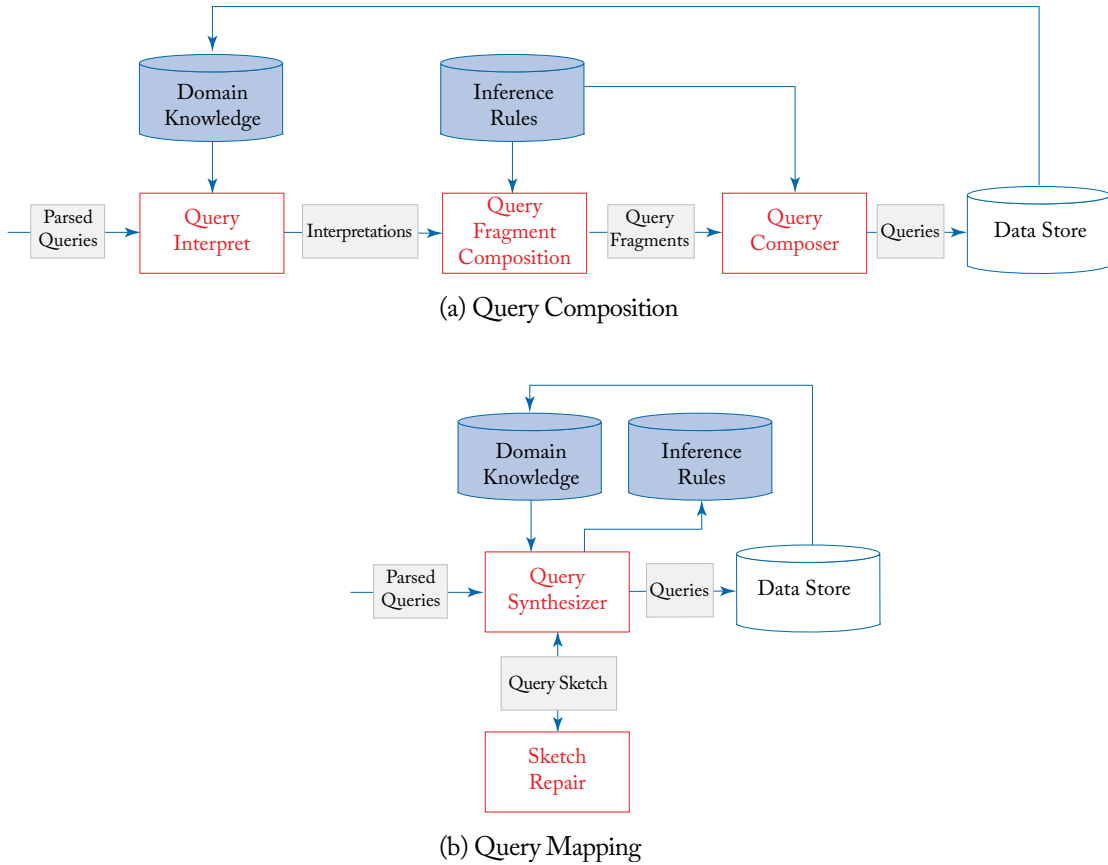 Domain
Knowledge
Inference
Rules
Parsed
Queries
Query
Interpret
Interpretations
Query
Fragment
Composition
Query
Fragments
Query
Composer
Queries
Data Store
(a) Query Composition
Domain
Knowledge
Inference
Rules
Parsed
Queries
Query
Synthesizer
Queries
Data Store
Query Sketch
Sketch
Repair
(b) Query Mapping